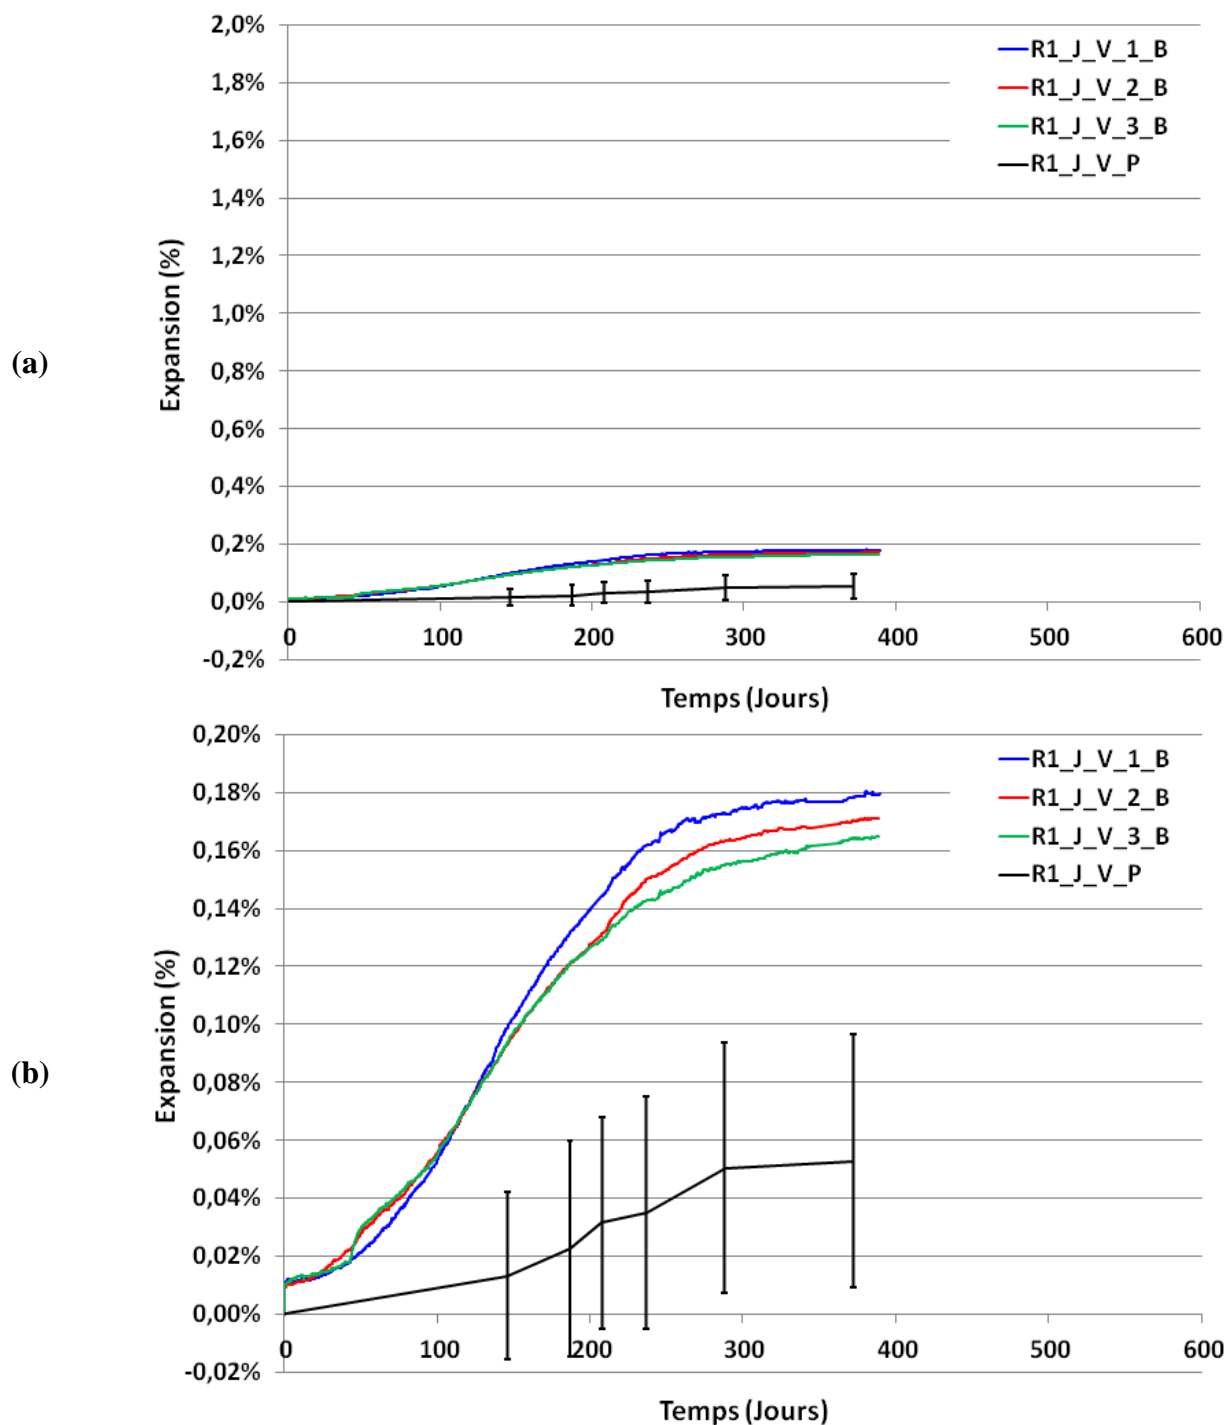 2,0%
1,8%
1,6%
1,4%
1,2%
1,0%
0,8%
0,6%
0,4%
0,2%
0,0%
-0,2%
Expansion (%)
(a)
R1_J_V_1_B
R1_J_V_2_B
R1_J_V_3_B
R1_J_V_P
0 100 200 300 400 500 600
Temps (Jours)
0,20%
0,18%
0,16%
0,14%
0,12%
0,10%
0,08%
0,06%
0,04%
0,02%
0,00%
-0,02%
Expansion (%)
(b)
R1_J_V_1_B
R1_J_V_2_B
R1_J_V_3_B
R1_J_V_P
0 100 200 300 400 500 600
Temps (Jours)